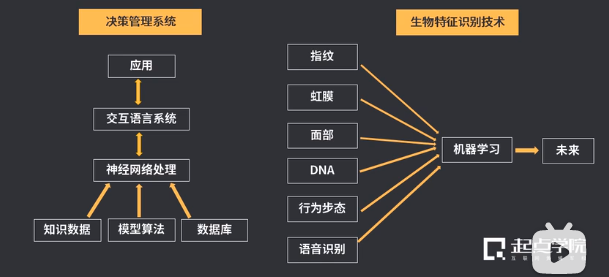 决策管理系统
应用
交互语言系统
神经网络处理
知识数据
模型算法
数据库
生物特征识别技术
指纹
虹膜
面部
DNA
行为步态
语音识别
机器学习
未来
起点学院